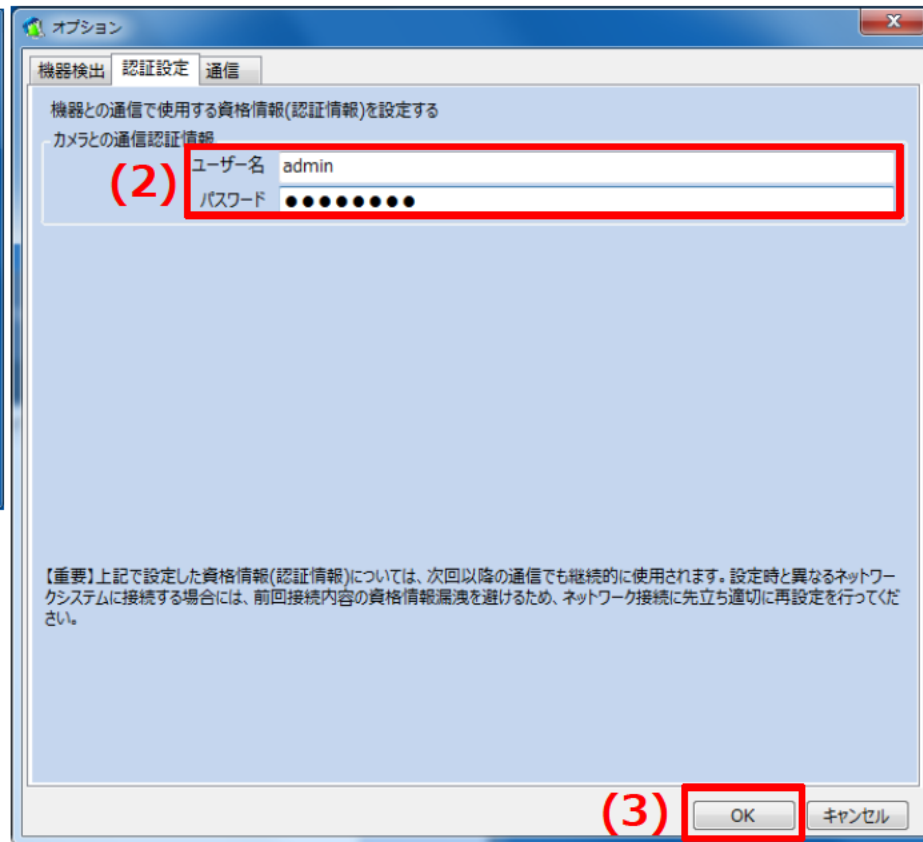 オプション
機器検出 認証設定 通信
機器との通信で使用する資格情報(認証情報)を設定する
カメラとの通信認証情報
(2)
ユーザー名 admin
パスワード ●●●●●●●●
【重要】上記で設定した資格情報(認証情報)については、次回以降の通信でも継続的に使用されます。設定時と異なるネットワー
クシステムに接続する場合には、前回接続内容の資格情報漏洩を避けるため、ネットワーク接続に先立ち適切に再設定を行ってくだ
さい。
(3) OK キャンセル